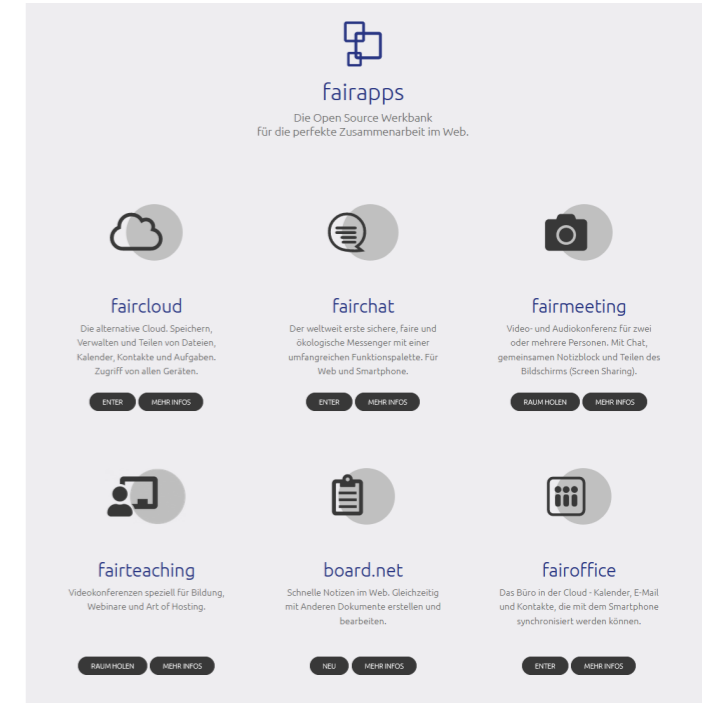 fairapps
Die Open Source Werkbank
für die perfekte Zusammenarbeit im Web.
faircloud
Die alternative Cloud. Speichern,
Verwalten und Teilen von Dateien,
Kalender, Kontakte und Aufgaben.
Zugriff von allen Geräten.
ENTER
MEHR INFOS
fairchat
Der weltweit erste sichere, faire und
ökologische Messenger mit einer
umfangreichen Funktionspalette. Für
Web und Smartphone.
ENTER
MEHR INFOS
fairmeeting
Video- und Audiokonferenz für zwei
oder mehrere Personen. Mit Chat,
gemeinsamen Notizblock und Teilen des
Bildschirms (Screen Sharing).
RAUM HOLEN
MEHR INFOS
fairteaching
Videokonferenzen speziell für Bildung,
Webinare und Art of Hosting.
RAUM HOLEN
MEHR INFOS
board.net
Schnelle Notizen im Web. Gleichzeitig
mit Anderen Dokumente erstellen und
bearbeiten.
NEU
MEHR INFOS
fairoffice
Das Büro in der Cloud - Kalender, E-Mail
und Kontakte, die mit dem Smartphone
synchronisiert werden können.
ENTER
MEHR INFOS